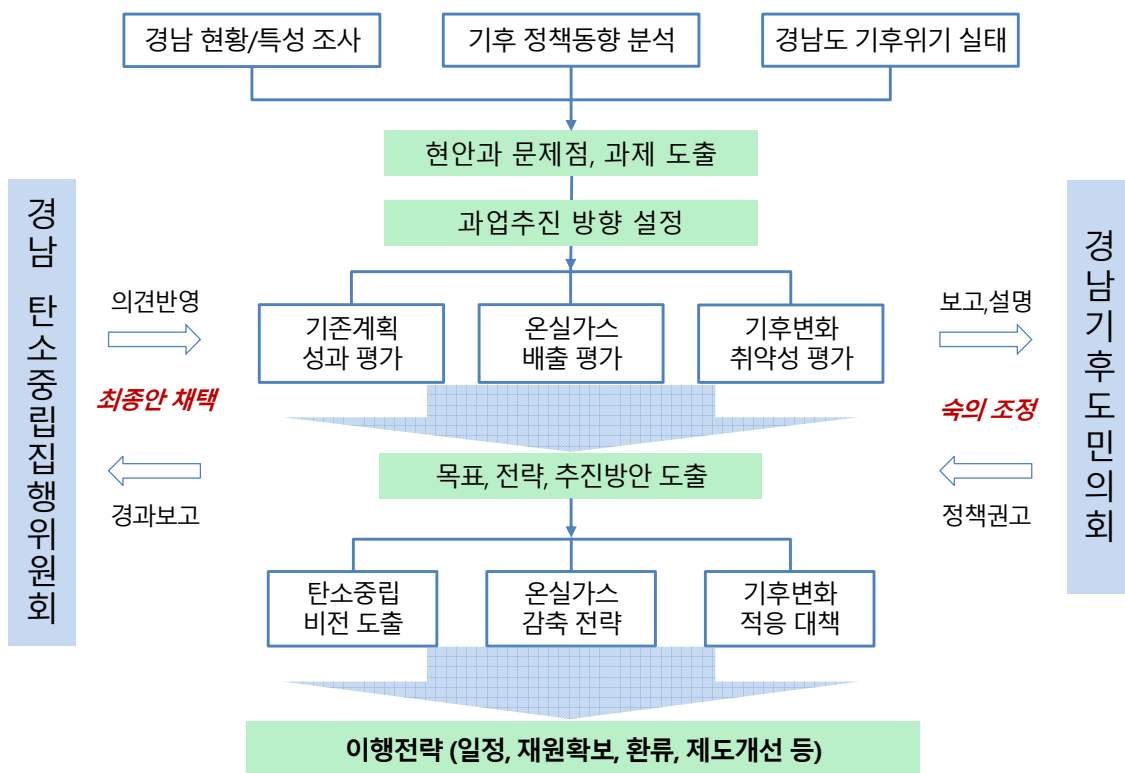 경남 현황/특성 조사
기후 정책동향 분석
경남도 기후위기 실태
현안과 문제점, 과제 도출
과업추진 방향 설정
경남 탄소중립집행위원회
의견반영
최종안 채택
경과보고
기존계획
성과 평가
온실가스
배출 평가
기후변화
취약성 평가
보고,설명
숙의 조정
정책권고
경남기후도민의회
목표, 전략, 추진방안 도출
탄소중립
비전 도출
온실가스
감축 전략
기후변화
적응 대책
이행전략 (일정, 재원확보, 환류, 제도개선 등)